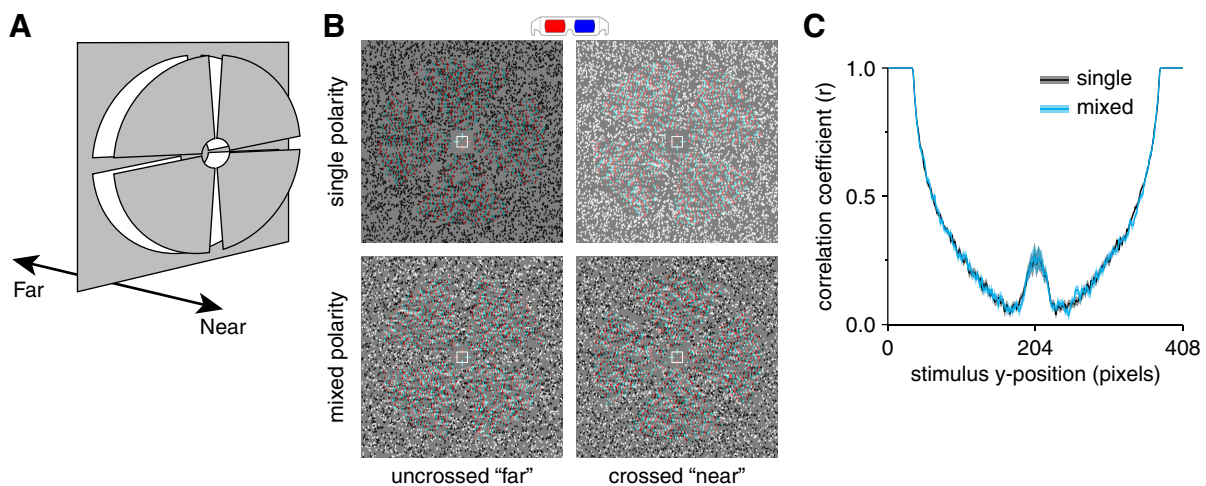 A
Far
Near
B
single polarity
mixed polarity
uncrossed “far”
crossed “near”
C
correlation coefficient (r)
1.0
0.5
0.0
single
mixed
0
204
408
stimulus y-position (pixels)